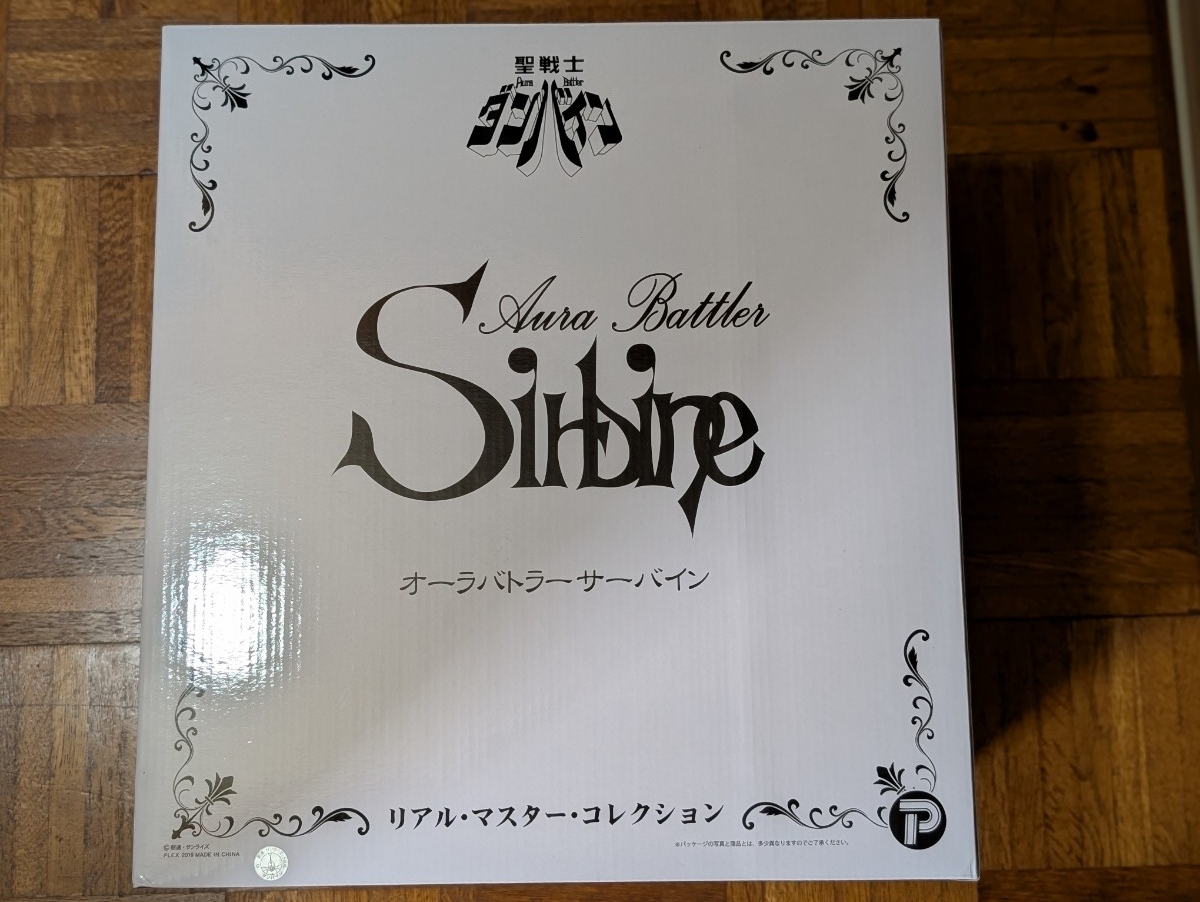 聖戦士
Aura Battler
ダンバイン
Aura Battler
Sirbine
オーラバトラーサーバイン
リアル・マスター・コレクション
©創通・サンライズ
PLEX 2019 MADE IN CHINA
※パッケージの写真と商品とは、多少異なりますのでご了承ください。
P